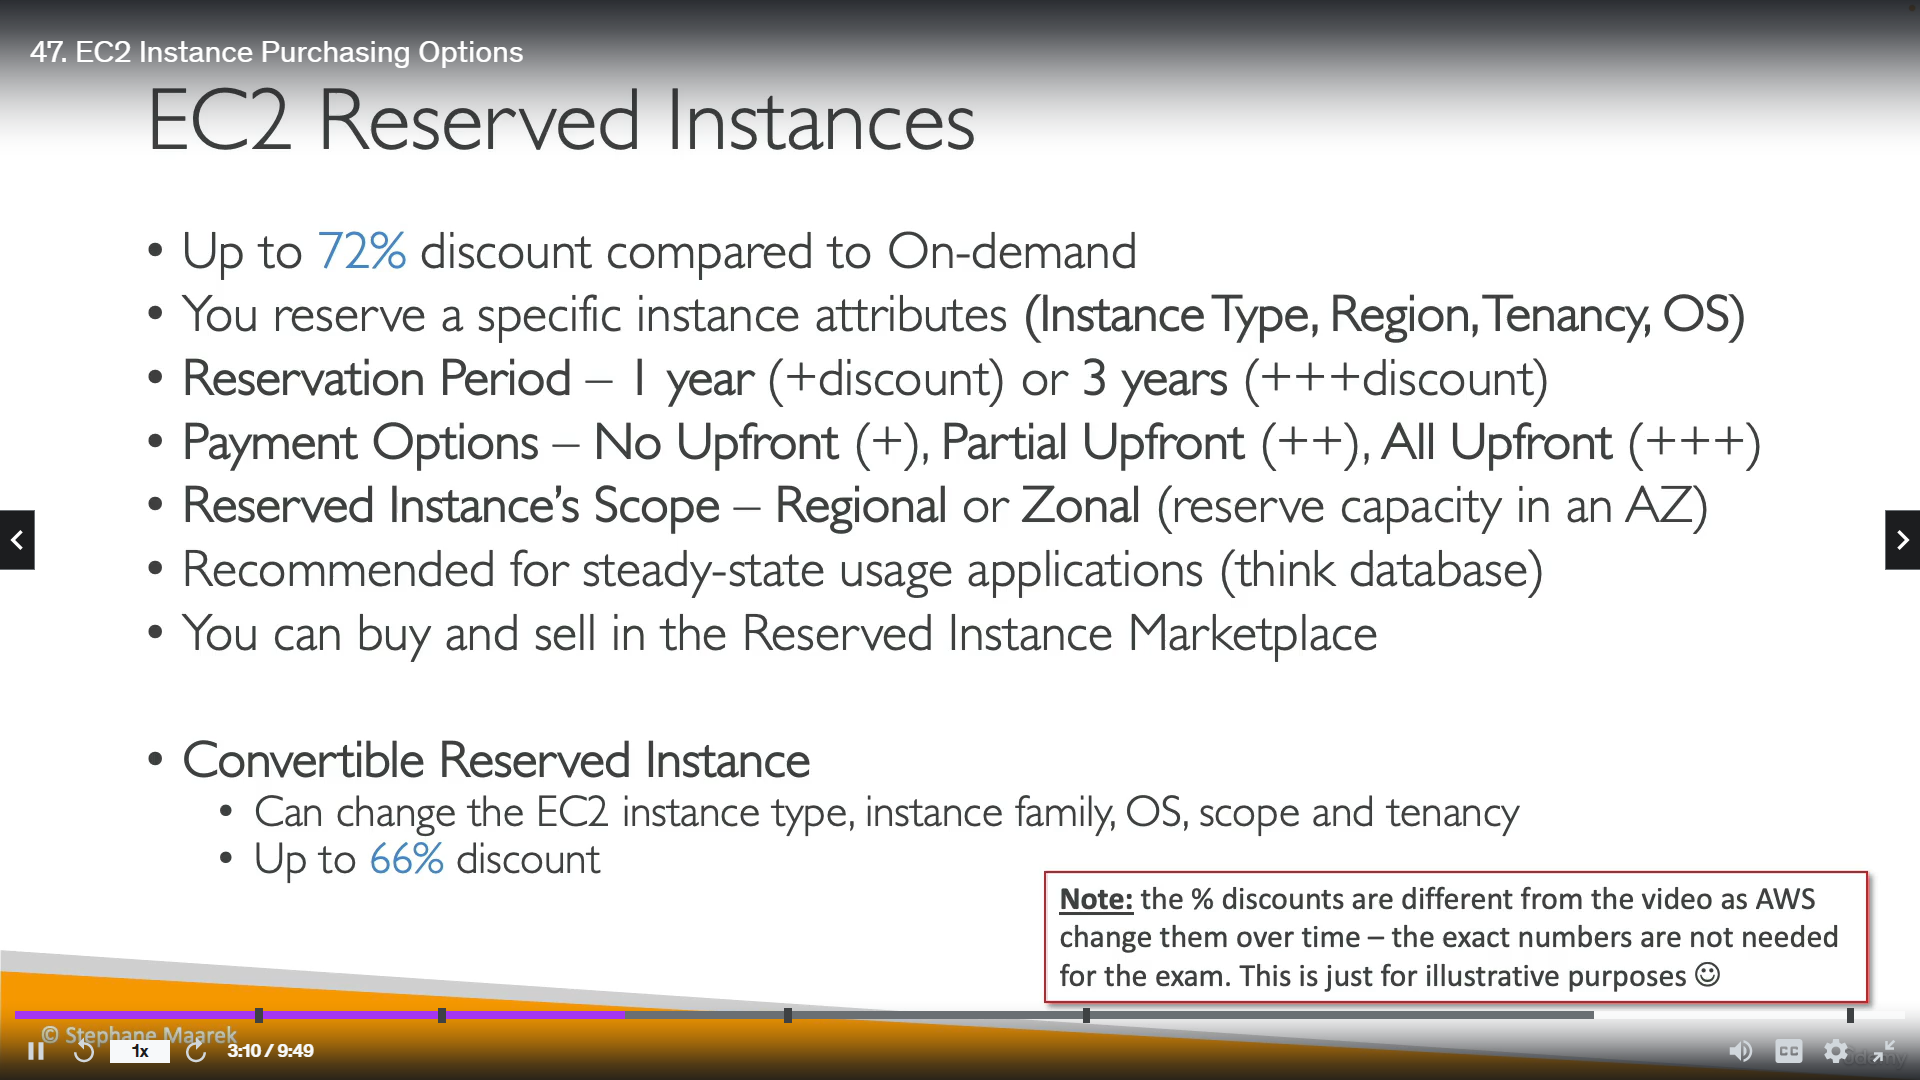 47. EC2 Instance Purchasing Options
EC2 Reserved Instances
• Up to 72% discount compared to On-demand
• You reserve a specific instance attributes (Instance Type, Region, Tenancy, OS)
• Reservation Period – 1 year (+discount) or 3 years (+++discount)
• Payment Options – No Upfront (+), Partial Upfront (++), All Upfront (+++)
• Reserved Instance’s Scope – Regional or Zonal (reserve capacity in an AZ)
• Recommended for steady-state usage applications (think database)
• You can buy and sell in the Reserved Instance Marketplace
• Convertible Reserved Instance
• Can change the EC2 instance type, instance family, OS, scope and tenancy
• Up to 66% discount
Note: the % discounts are different from the video as AWS
change them over time – the exact numbers are not needed
for the exam. This is just for illustrative purposes ☺
© Stephane Maarek
1x
3:10 / 9:49
CC
udemy